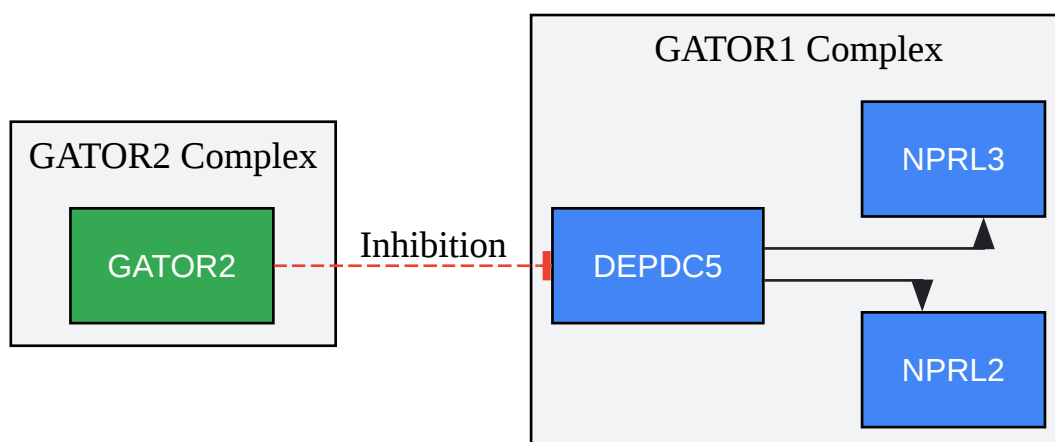 GATOR1 Complex
NPRL3
GATOR2 Complex
GATOR2
Inhibition
DEPDC5
NPRL2